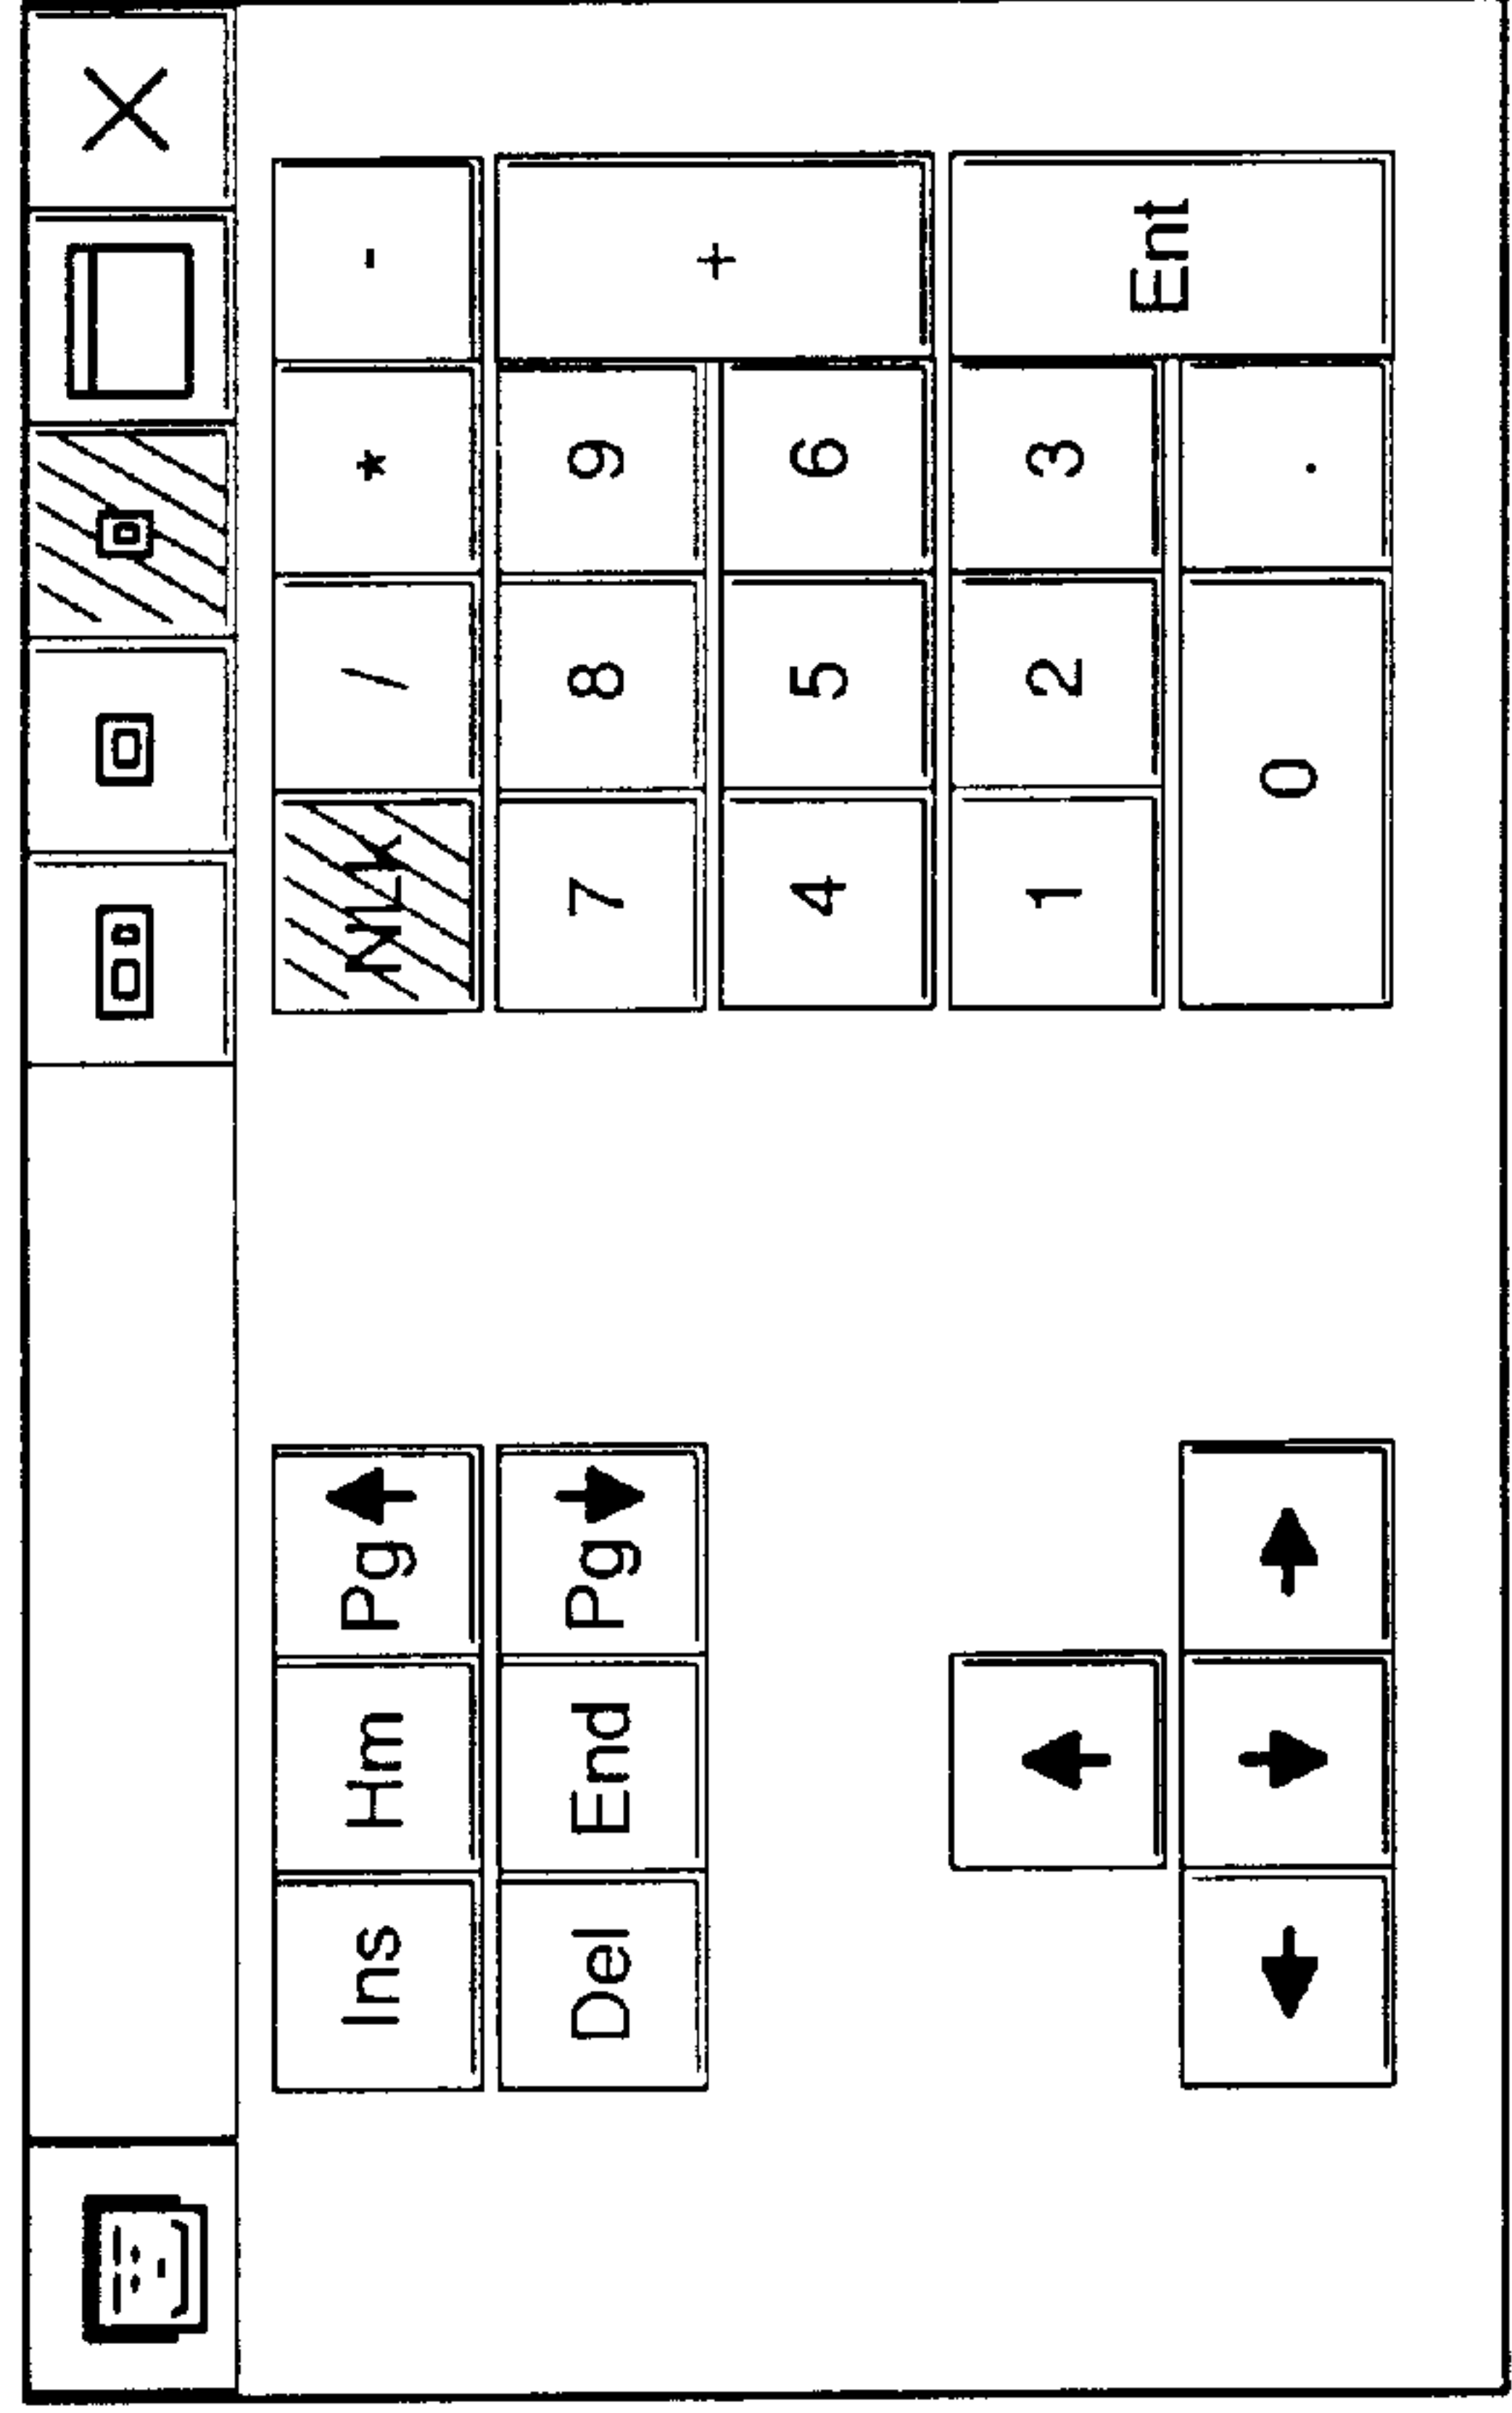 Ins Hm Pg↑ NLK / * -
Del End Pg↓ 7 8 9 +
4 5 6
↑ 1 2 3 Ent
← ↓ → 0 .